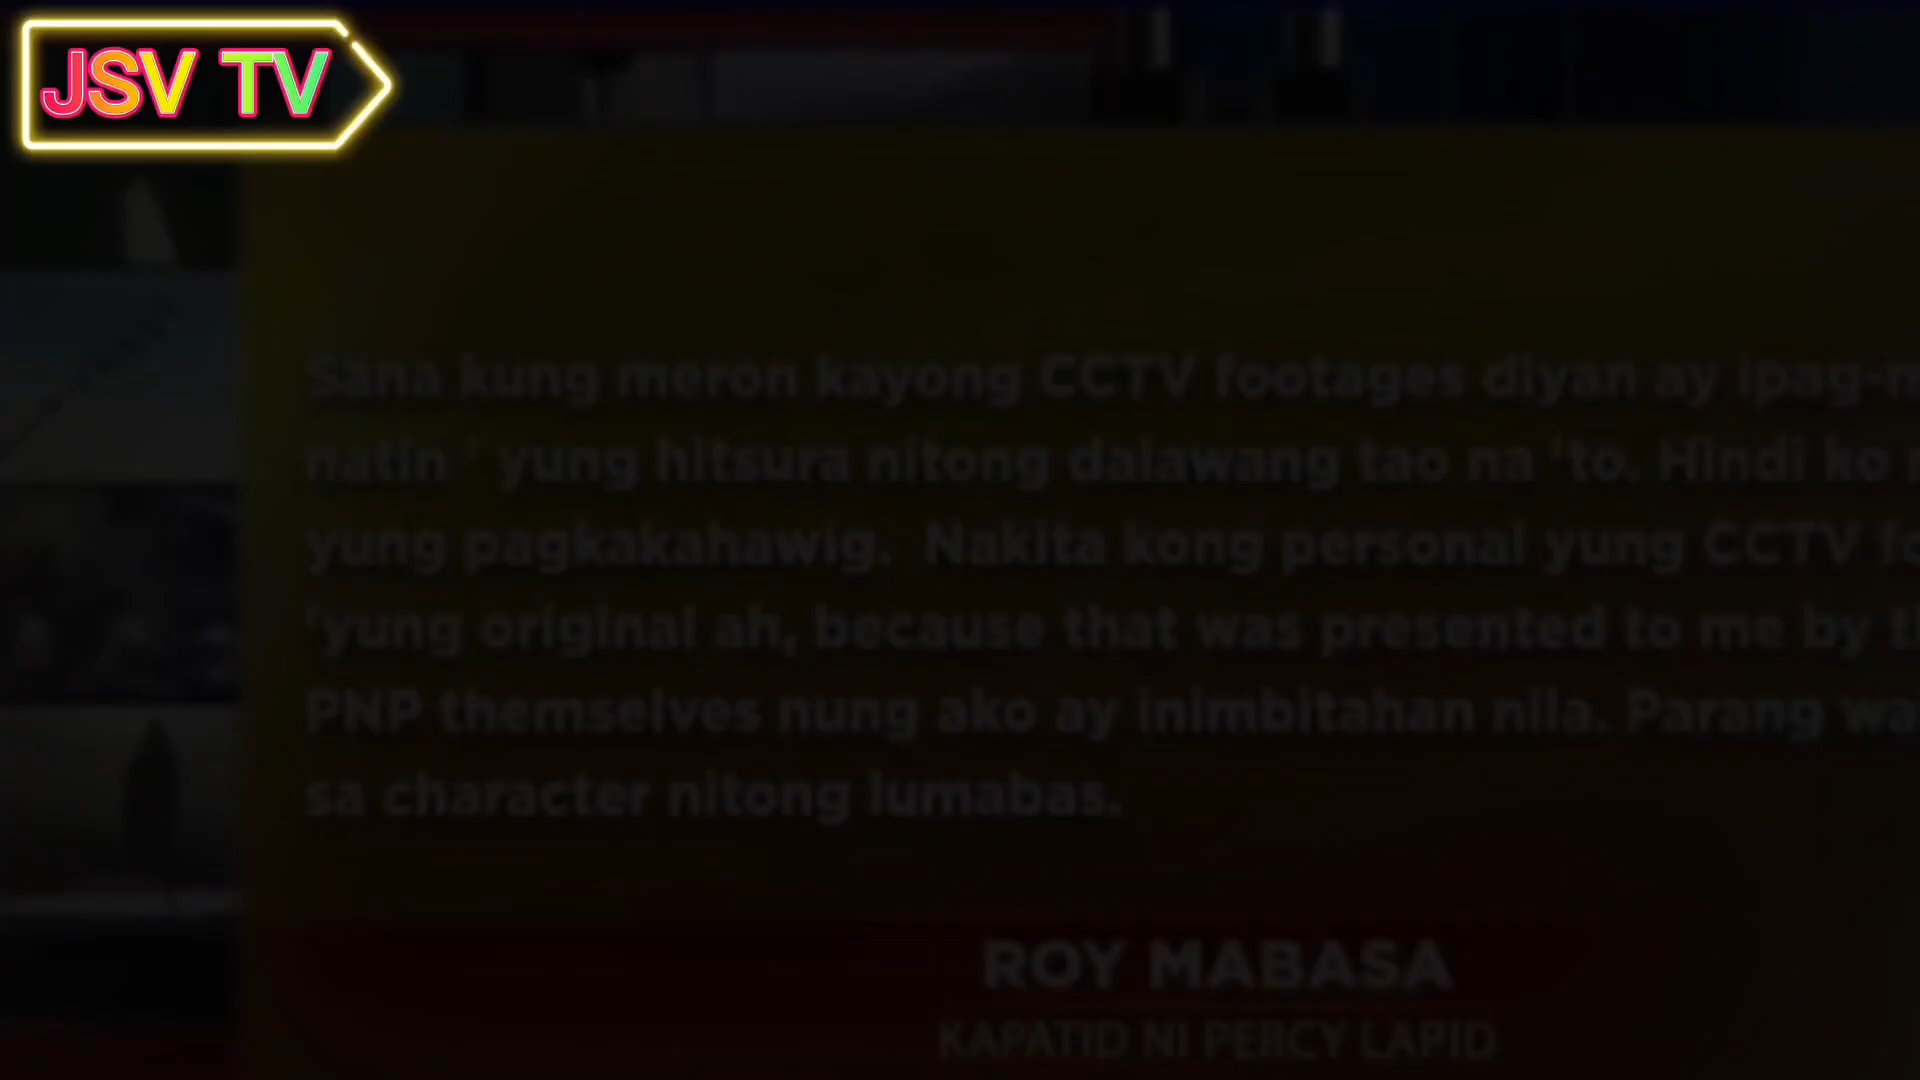 JSV TV
Sana kung meron kayong CCTV footages diyan ay
natin ' yung hitsura nitong dalawang tao na 'to. Hindi ko
yung pagkakahawig. Nakita kong personal yung CCTV
'yung original ah, because that was presented to me by
PNP themselves nung ako ay inimbitahan nila. Parang
sa character nitong lumabas.
ROY MABASA
KAPATID NI PERCY LAPID